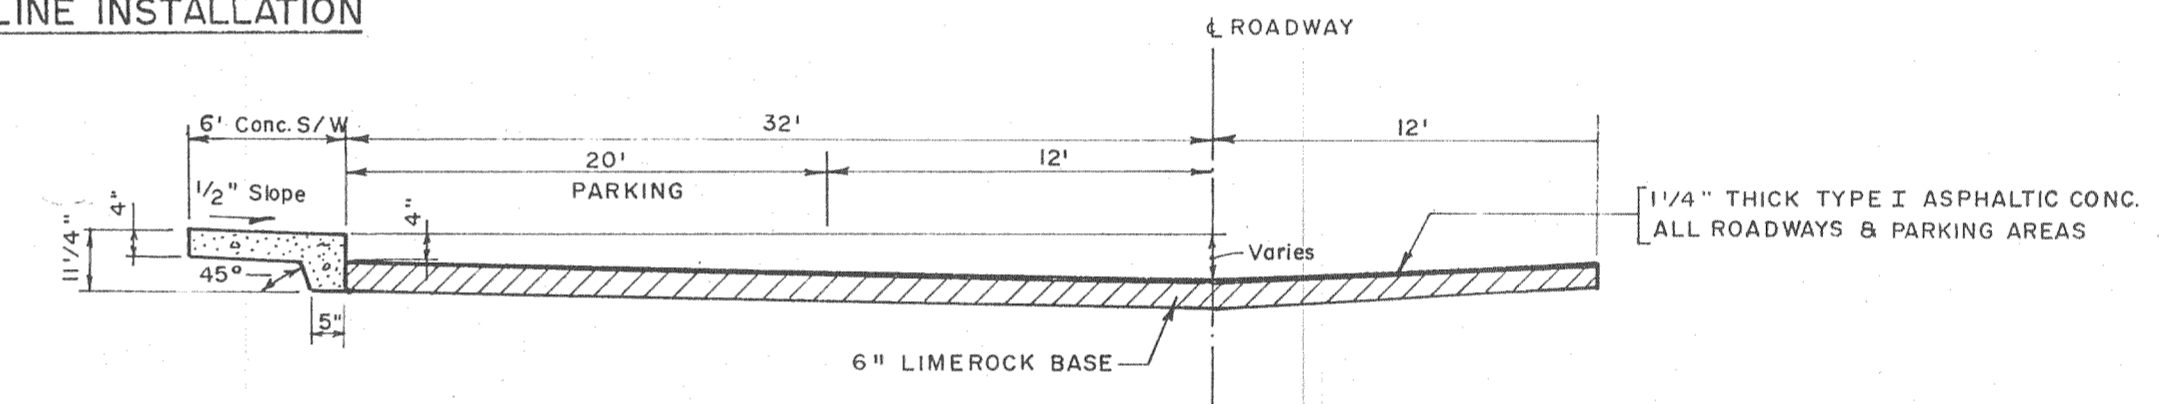 LINE INSTALLATION
℄ ROADWAY
6' Conc. S/W
32'
12'
20'
12'
PARKING
1/2" Slope
4"
4"
11 1/4"
45°
5"
Varies
1 1/4" THICK TYPE I ASPHALTIC CONC.
ALL ROADWAYS & PARKING AREAS
6" LIMEROCK BASE